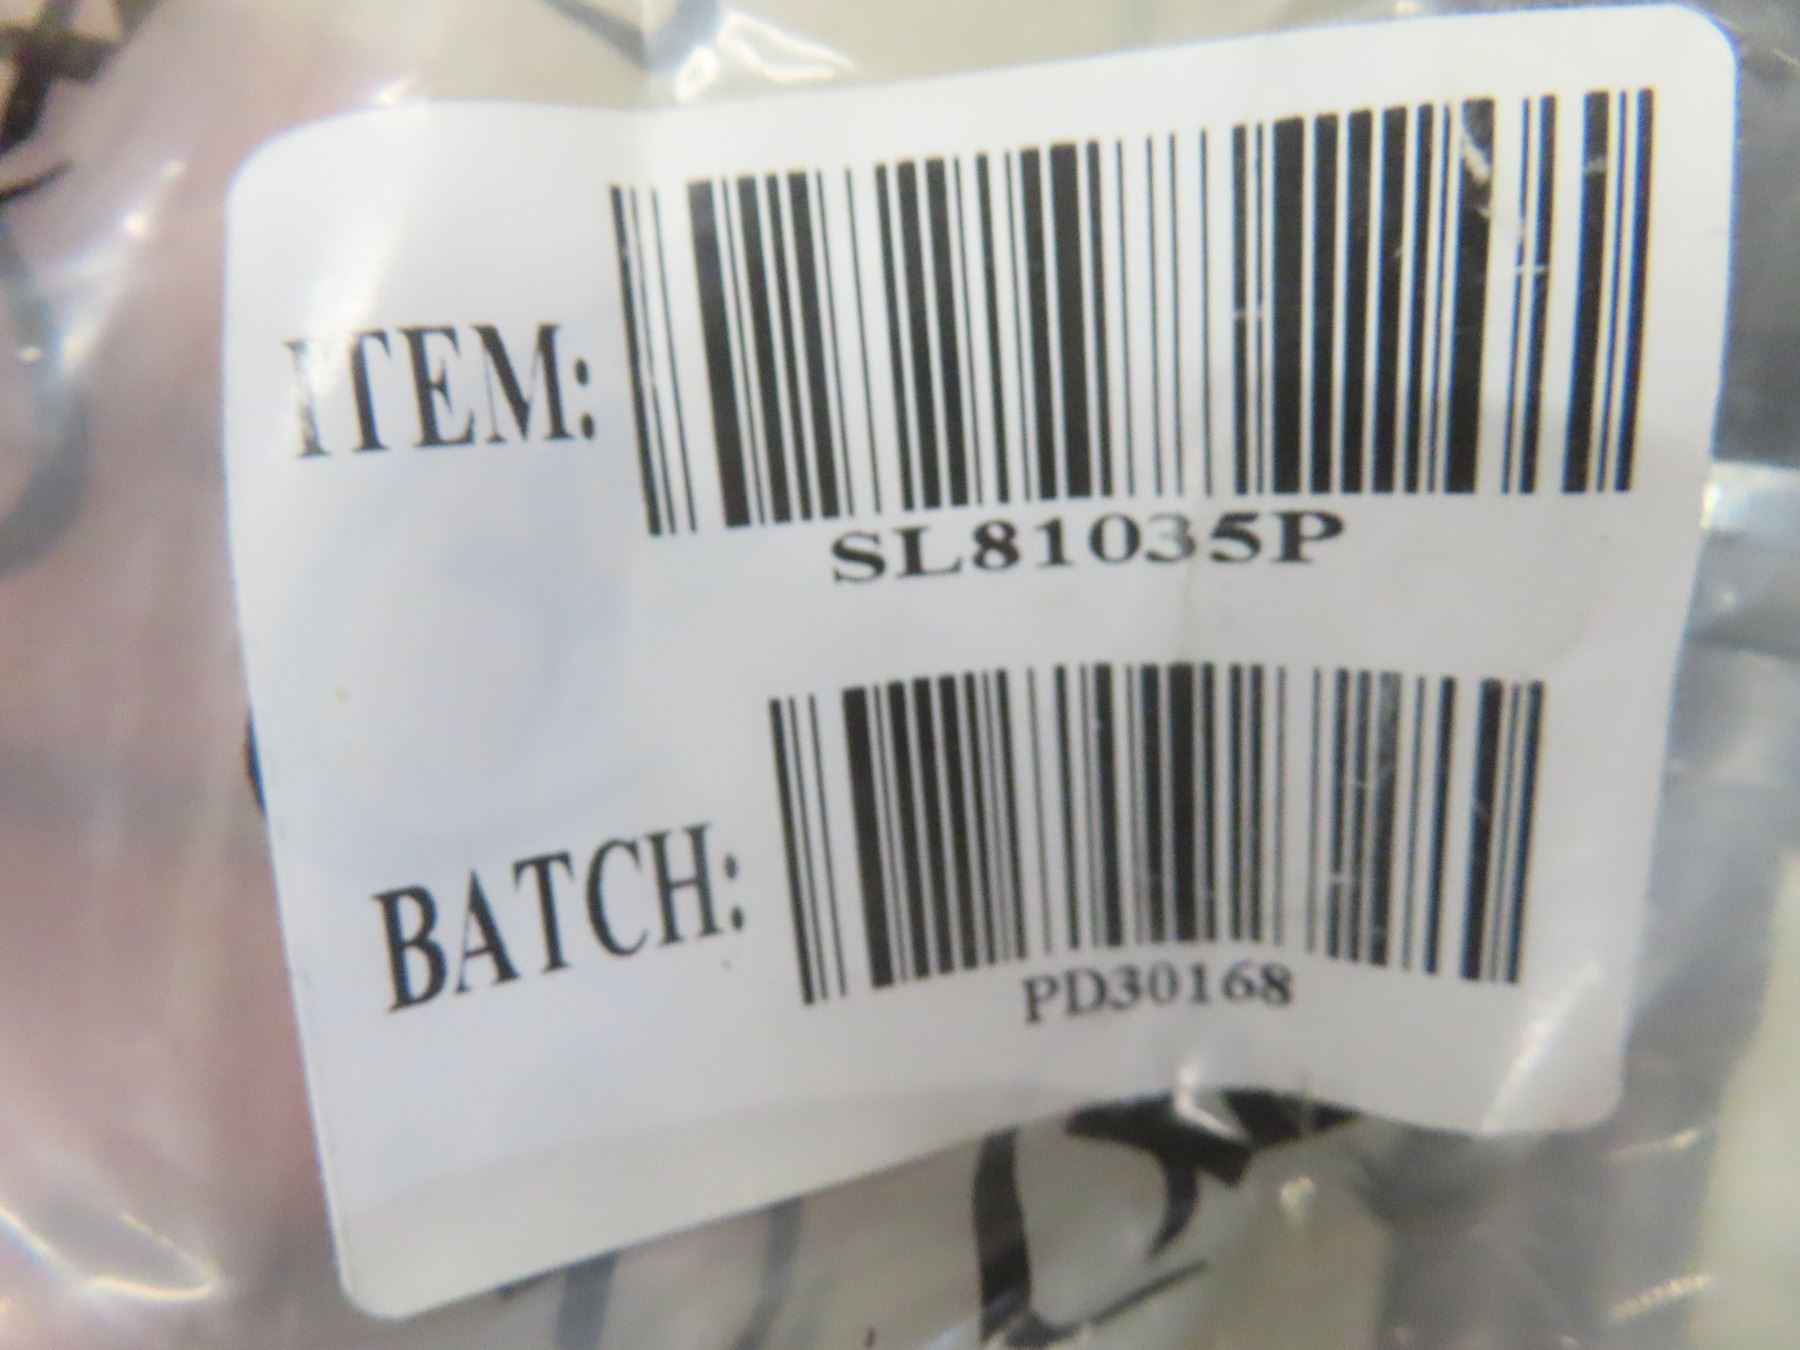 ITEM:
SL81035P
BATCH:
PD30168